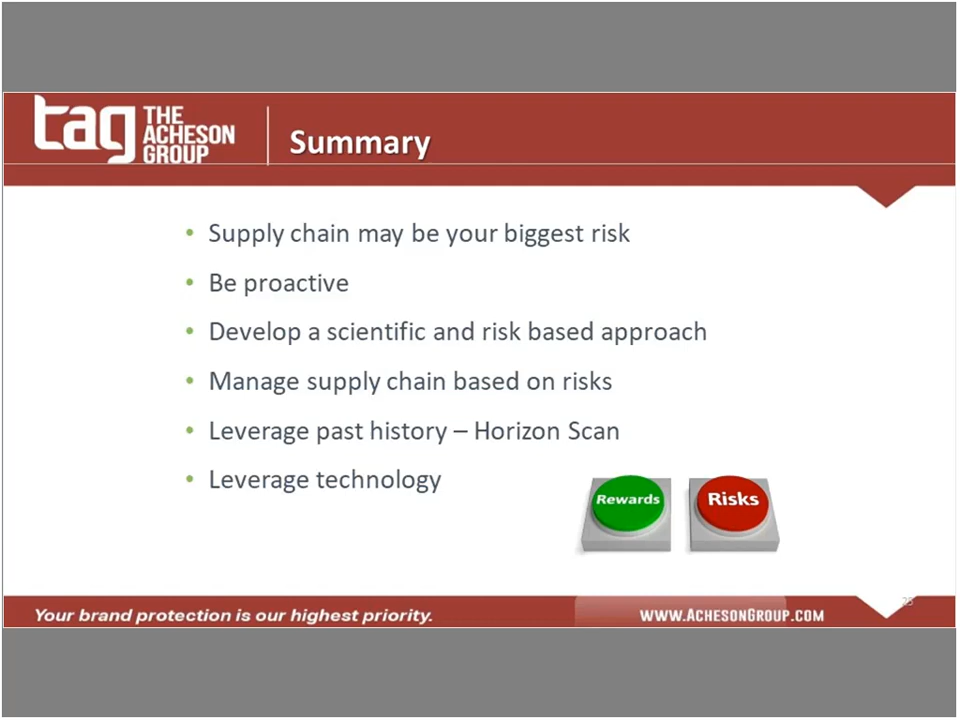 tag THE
ACHESON
GROUP
Summary
• Supply chain may be your biggest risk
• Be proactive
• Develop a scientific and risk based approach
• Manage supply chain based on risks
• Leverage past history – Horizon Scan
• Leverage technology
Rewards
Risks
Your brand protection is our highest priority.
WWW.ACHESONGROUP.COM